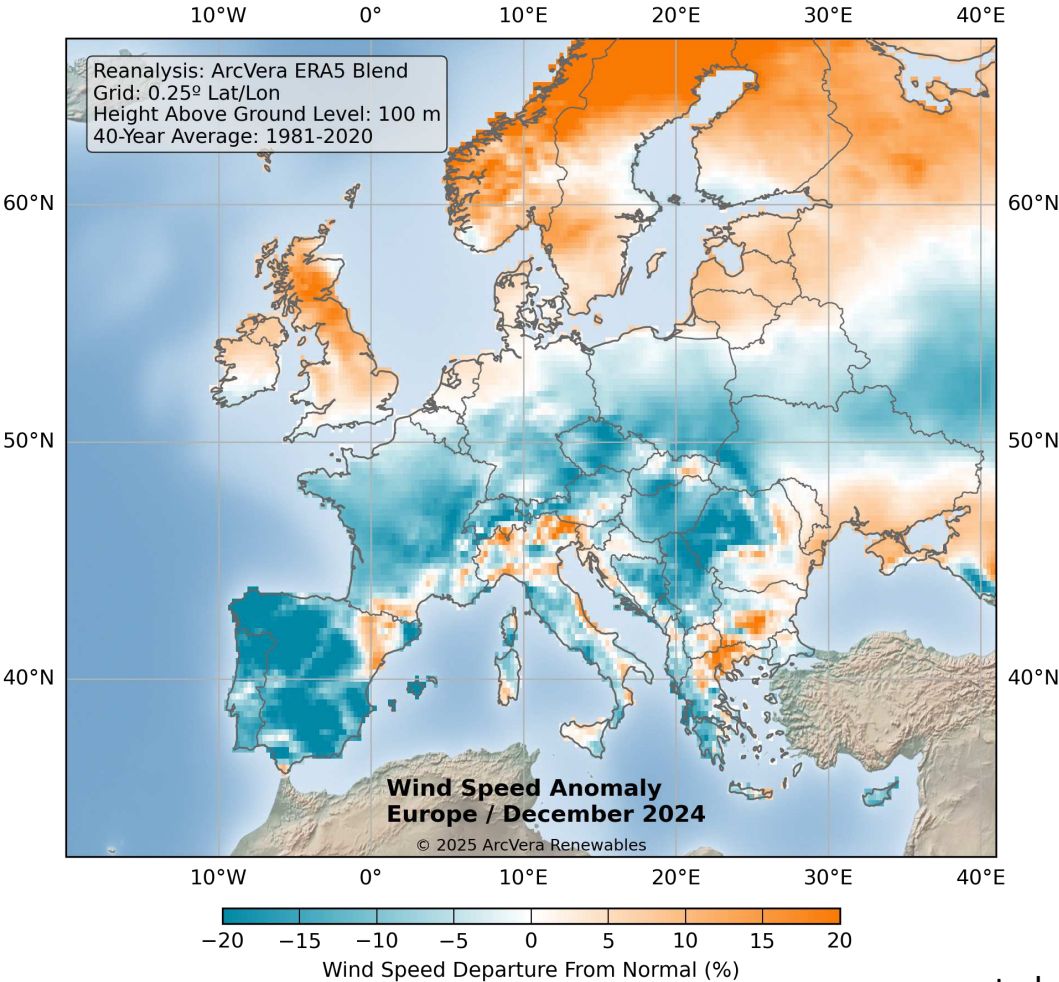 10°W 0° 10°E 20°E 30°E 40°E
Reanalysis: ArcVera ERA5 Blend
Grid: 0.25º Lat/Lon
Height Above Ground Level: 100 m
40-Year Average: 1981-2020
60°N 60°N
50°N 50°N
40°N 40°N
Wind Speed Anomaly
Europe / December 2024
© 2025 ArcVera Renewables
10°W 0° 10°E 20°E 30°E 40°E
−20 −15 −10 −5 0 5 10 15 20
Wind Speed Departure From Normal (%)